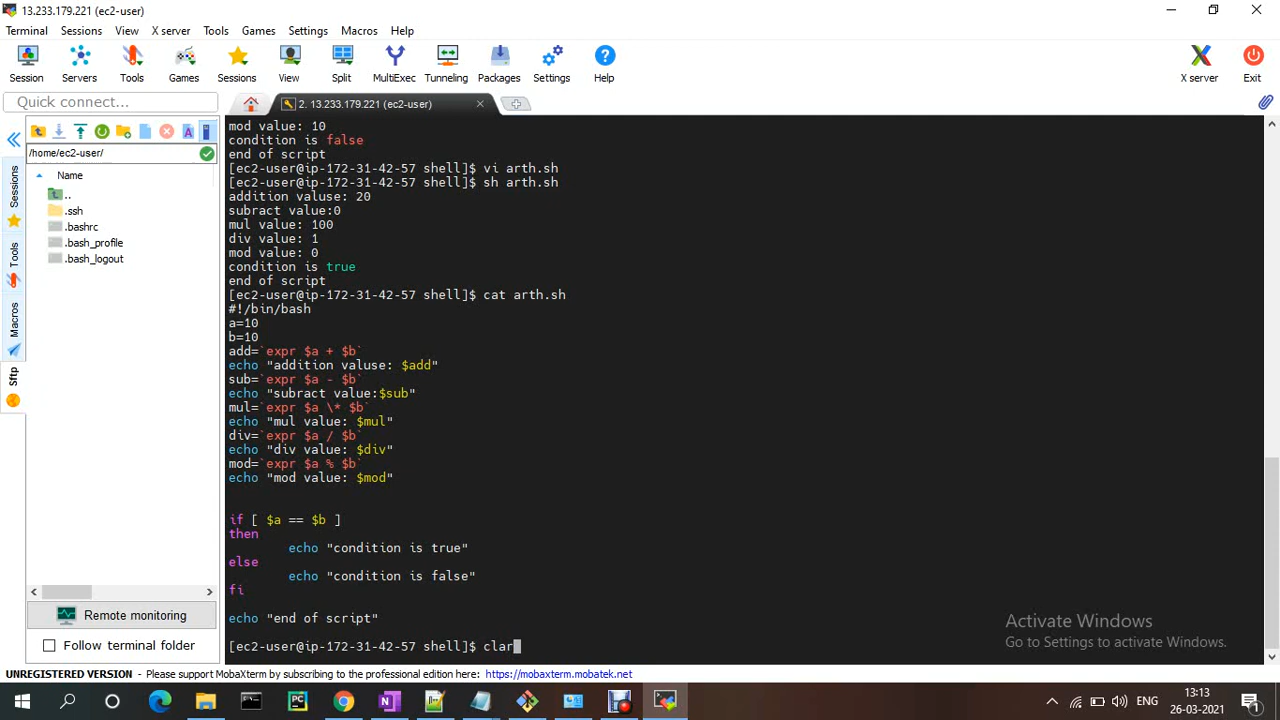 13.233.179.221 (ec2-user)
Terminal Sessions View X server Tools Games Settings Macros Help
Session Servers Tools Games Sessions View Split MultiExec Tunneling Packages Settings Help X server Exit
Quick connect...
2. 13.233.179.221 (ec2-user)
/home/ec2-user/
Name
..
.ssh
.bashrc
.bash_profile
.bash_logout
Sessions
Tools
Macros
Sftp
mod value: 10
condition is false
end of script
[ec2-user@ip-172-31-42-57 shell]$ vi arth.sh
[ec2-user@ip-172-31-42-57 shell]$ sh arth.sh
addition valuse: 20
subract value:0
mul value: 100
div value: 1
mod value: 0
condition is true
end of script
[ec2-user@ip-172-31-42-57 shell]$ cat arth.sh
#!/bin/bash
a=10
b=10
add=`expr $a + $b`
echo "addition valuse: $add"
sub=`expr $a - $b`
echo "subract value:$sub"
mul=`expr $a \* $b`
echo "mul value: $mul"
div=`expr $a / $b`
echo "div value: $div"
mod=`expr $a % $b`
echo "mod value: $mod"
if [ $a == $b ]
then
echo "condition is true"
else
echo "condition is false"
fi
echo "end of script"
[ec2-user@ip-172-31-42-57 shell]$ clar
Remote monitoring
Follow terminal folder
Activate Windows
Go to Settings to activate Windows.
UNREGISTERED VERSION - Please support MobaXterm by subscribing to the professional edition here: https://mobaxterm.mobatek.net
ENG
13:13
26-03-2021